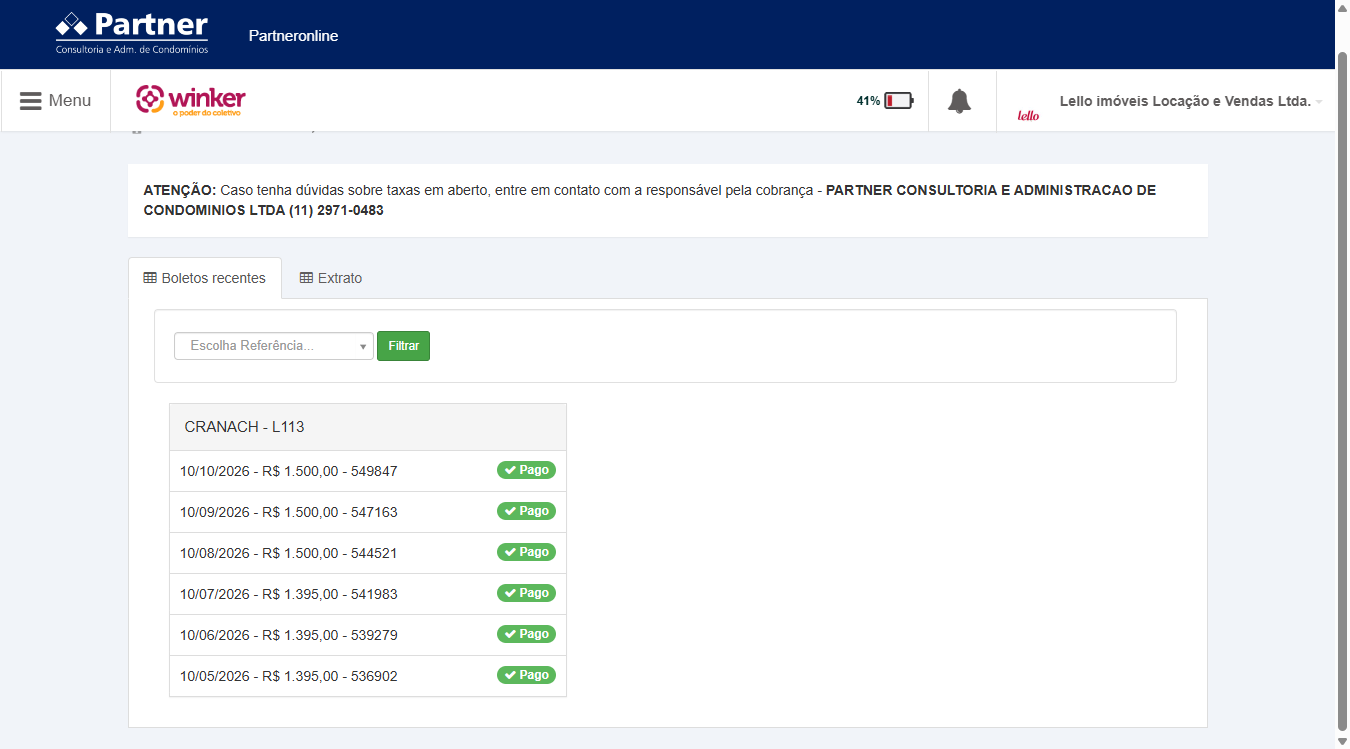 Partner
Consultoria e Adm. de Condomínios
Partneronline
Menu
winker
o poder do coletivo
41%
lello
Lello imóveis Locação e Vendas Ltda.
ATENÇÃO: Caso tenha dúvidas sobre taxas em aberto, entre em contato com a responsável pela cobrança - PARTNER CONSULTORIA E ADMINISTRACAO DE
CONDOMINIOS LTDA (11) 2971-0483
Boletos recentes
Extrato
Escolha Referência...
Filtrar
CRANACH - L113
10/10/2026 - R$ 1.500,00 - 549847 Pago
10/09/2026 - R$ 1.500,00 - 547163 Pago
10/08/2026 - R$ 1.500,00 - 544521 Pago
10/07/2026 - R$ 1.395,00 - 541983 Pago
10/06/2026 - R$ 1.395,00 - 539279 Pago
10/05/2026 - R$ 1.395,00 - 536902 Pago